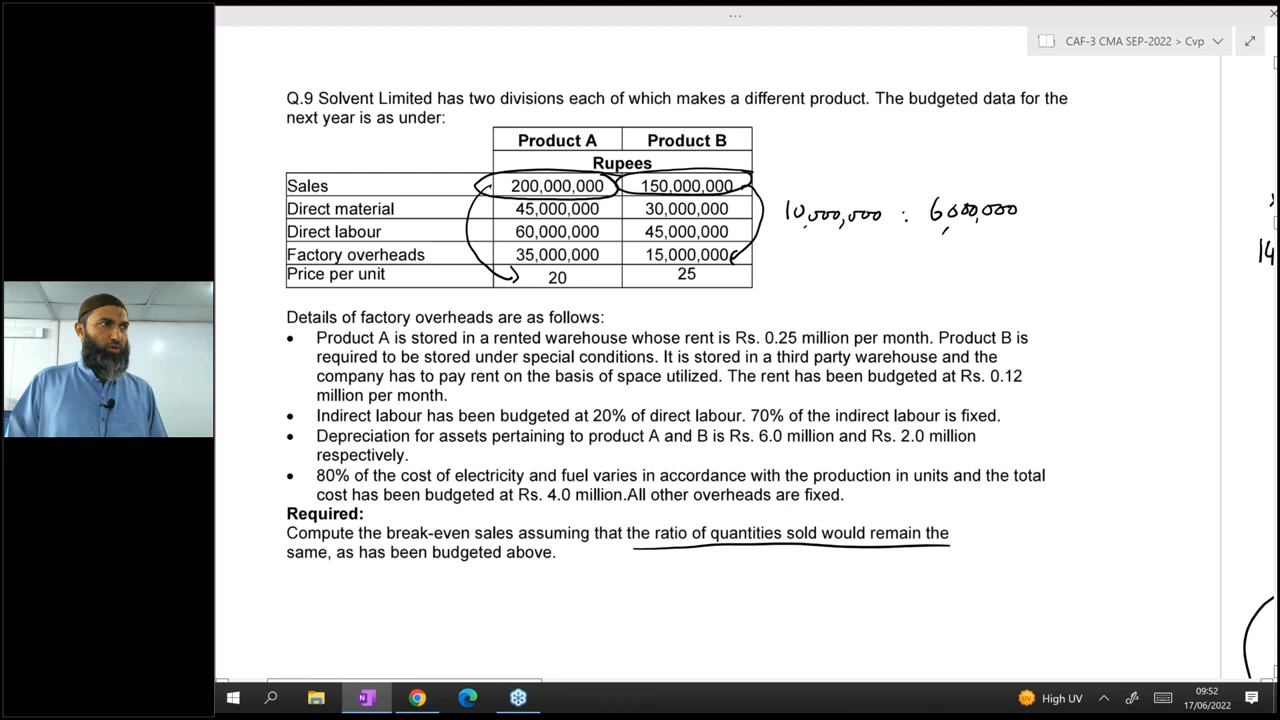 CAF-3 CMA SEP-2022 > Cvp
Q.9 Solvent Limited has two divisions each of which makes a different product. The budgeted data for the
next year is as under:
Product A Product B
Rupees
Sales 200,000,000 150,000,000
Direct material 45,000,000 30,000,000
10,000,000 : 6,000,000
Direct labour 60,000,000 45,000,000
Factory overheads 35,000,000 15,000,000
14
Price per unit 20 25
Details of factory overheads are as follows:
• Product A is stored in a rented warehouse whose rent is Rs. 0.25 million per month. Product B is
required to be stored under special conditions. It is stored in a third party warehouse and the
company has to pay rent on the basis of space utilized. The rent has been budgeted at Rs. 0.12
million per month.
• Indirect labour has been budgeted at 20% of direct labour. 70% of the indirect labour is fixed.
• Depreciation for assets pertaining to product A and B is Rs. 6.0 million and Rs. 2.0 million
respectively.
• 80% of the cost of electricity and fuel varies in accordance with the production in units and the total
cost has been budgeted at Rs. 4.0 million.All other overheads are fixed.
Required:
Compute the break-even sales assuming that the ratio of quantities sold would remain the
same, as has been budgeted above.
High UV
09:52
17/06/2022